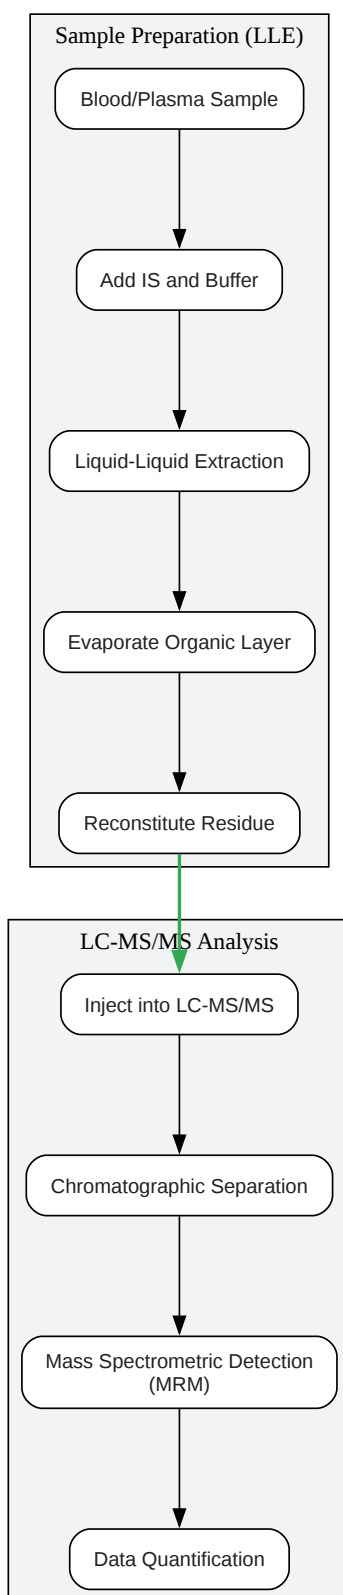 Sample Preparation (LLE)
Blood/Plasma Sample
Add IS and Buffer
Liquid-Liquid Extraction
Evaporate Organic Layer
Reconstitute Residue
LC-MS/MS Analysis
Inject into LC-MS/MS
Chromatographic Separation
Mass Spectrometric Detection
(MRM)
Data Quantification